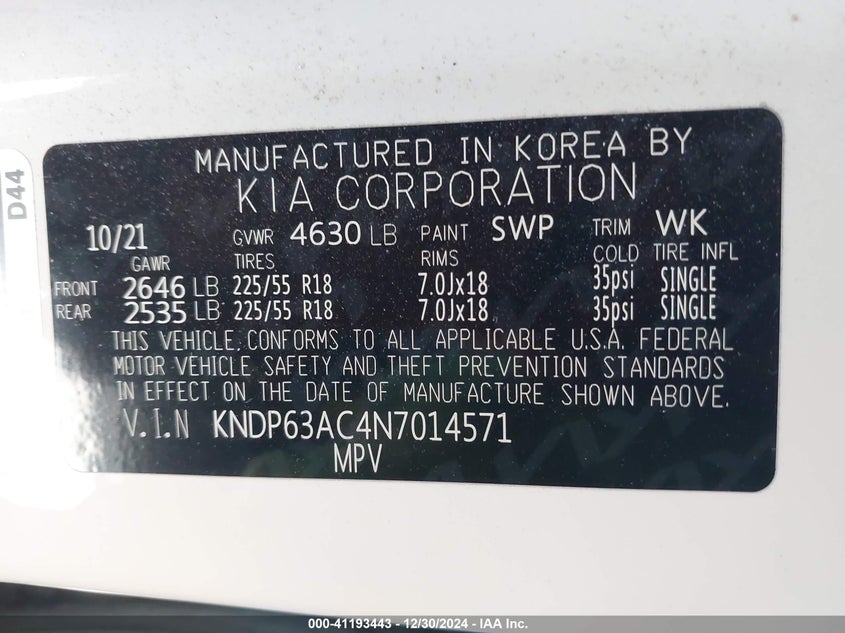 D44
MANUFACTURED IN KOREA BY
KIA CORPORATION
10/21 GVWR 4630 LB PAINT SWP TRIM WK
GAWR TIRES RIMS COLD TIRE INFL
FRONT 2646 LB 225/55 R18 7.0Jx18 35psi SINGLE
REAR 2535 LB 225/55 R18 7.0Jx18 35psi SINGLE
THIS VEHICLE CONFORMS TO ALL APPLICABLE U.S.A. FEDERAL
MOTOR VEHICLE SAFETY AND THEFT PREVENTION STANDARDS
IN EFFECT ON THE DATE OF MANUFACTURE SHOWN ABOVE.
V.I.N KNDP63AC4N7014571
MPV
000-41193443 - 12/30/2024 - IAA Inc.